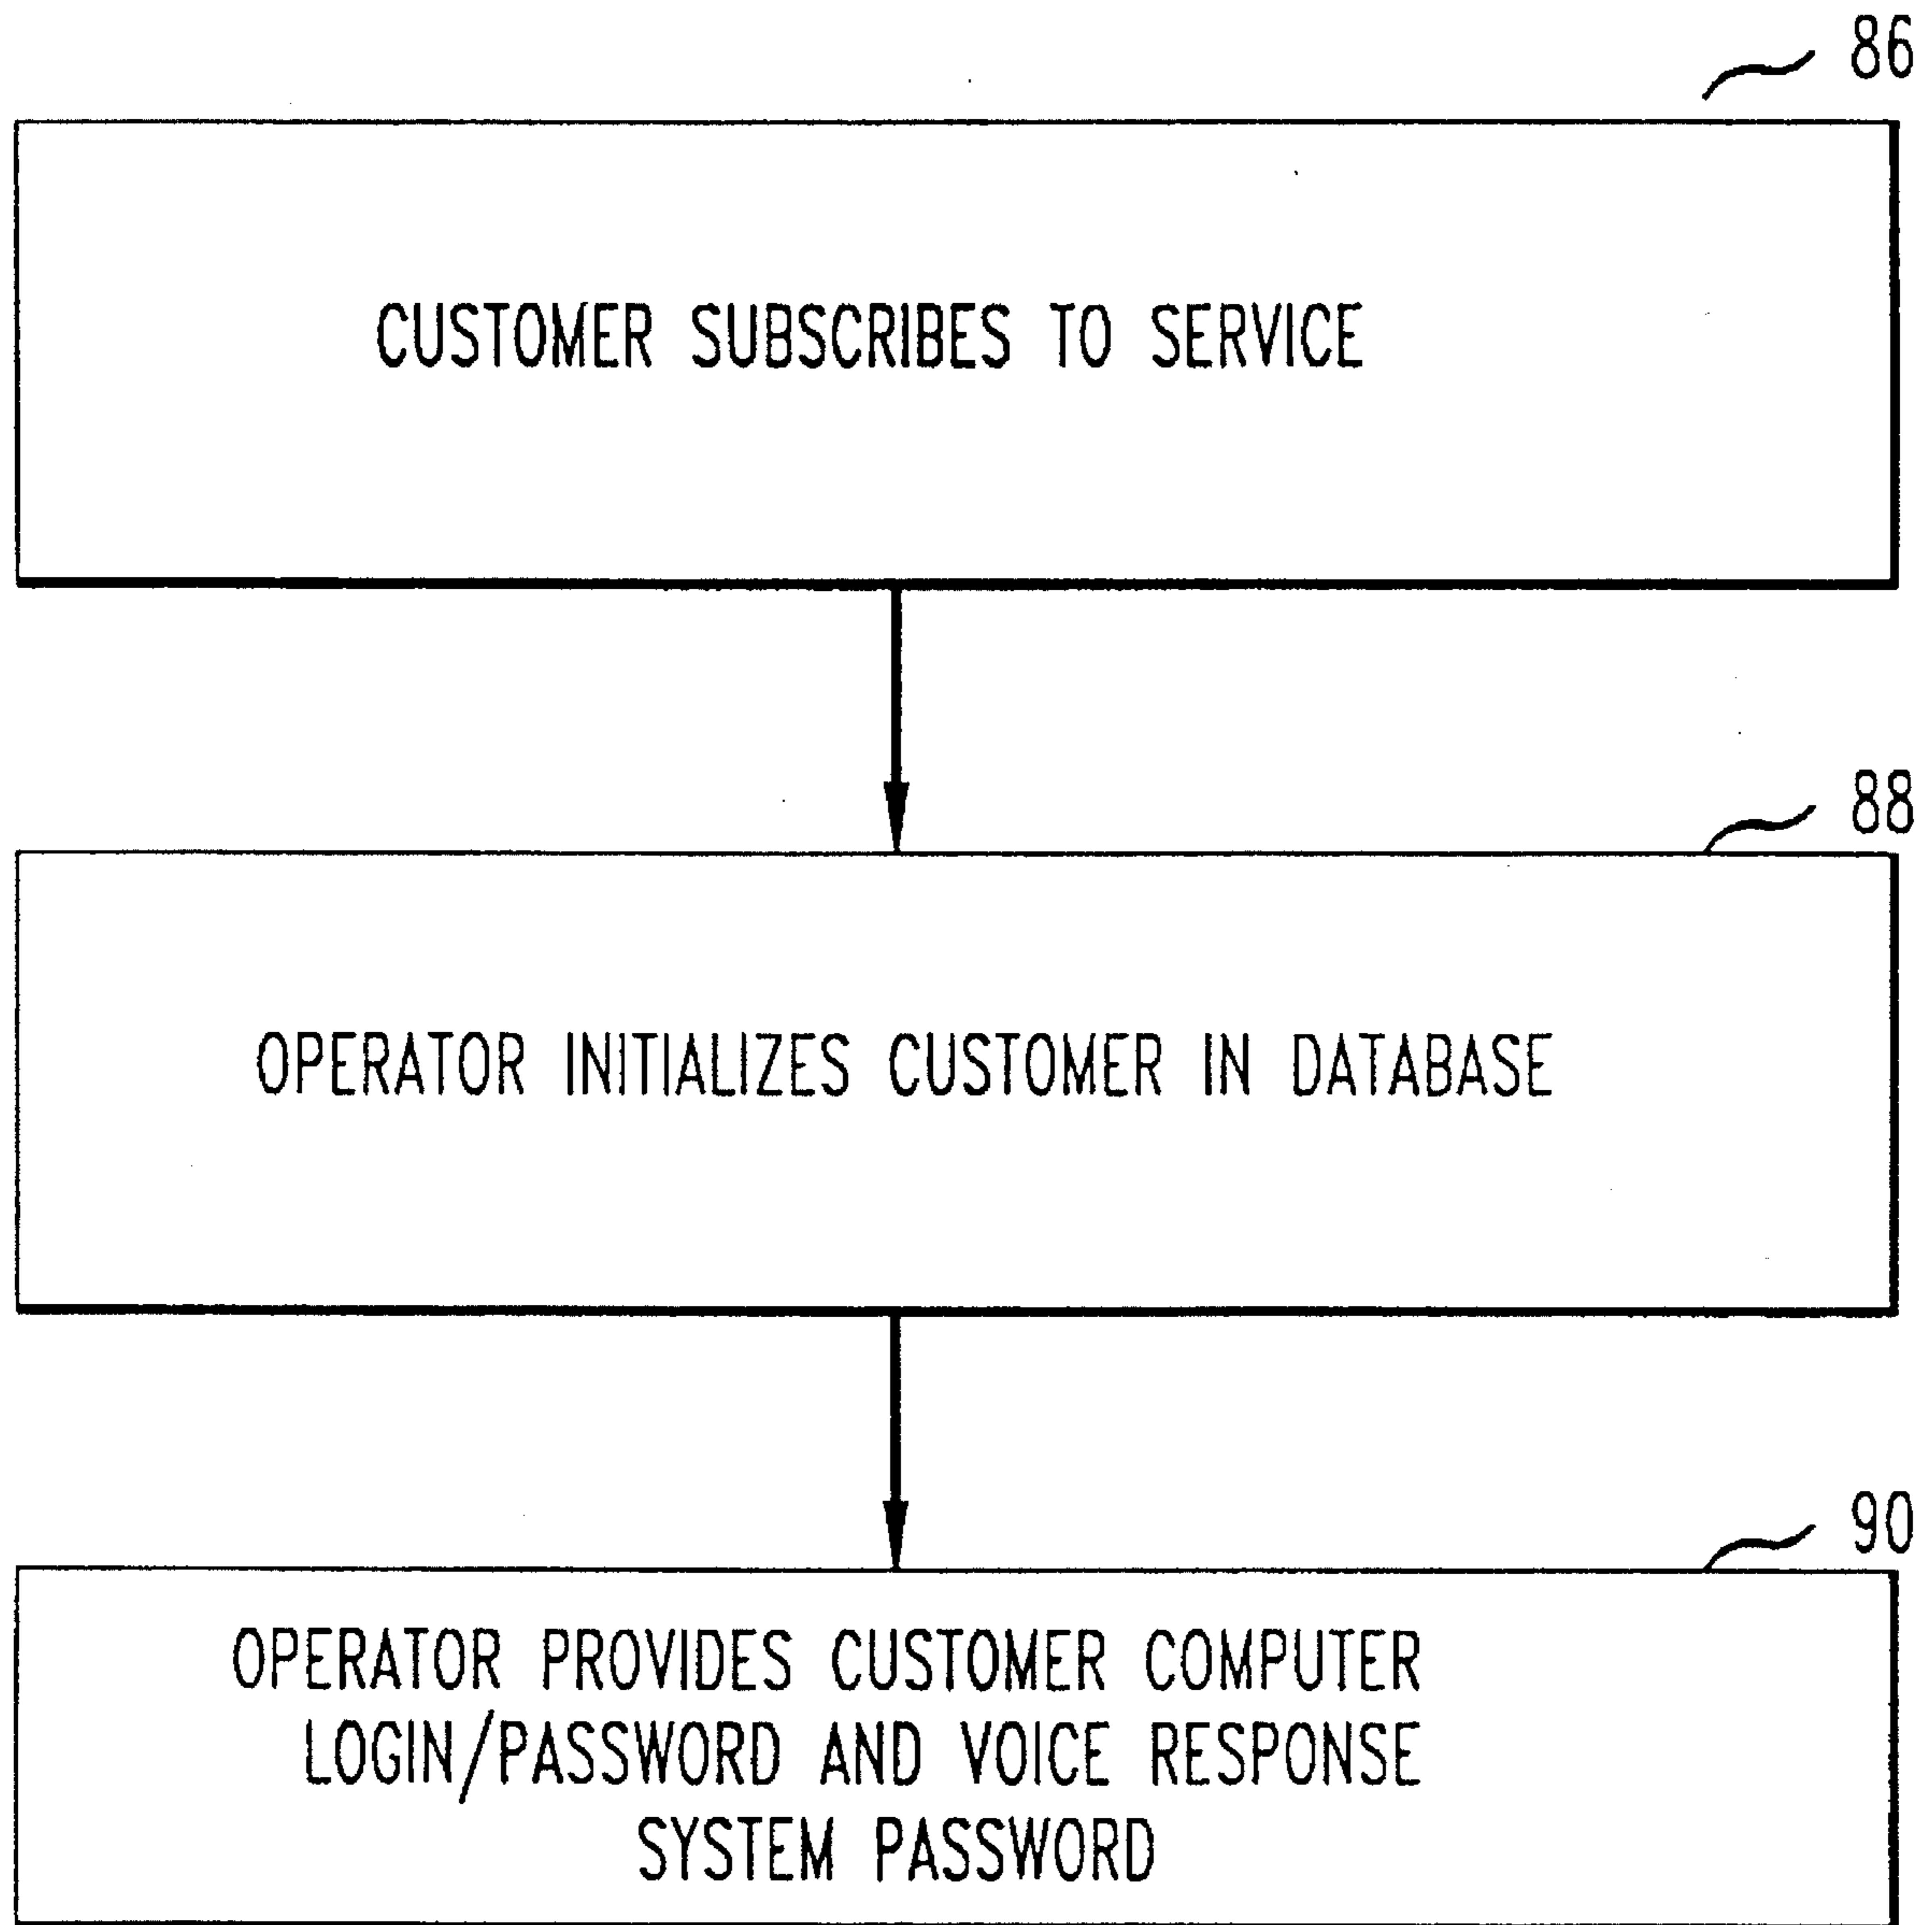 86
CUSTOMER SUBSCRIBES TO SERVICE
88
OPERATOR INITIALIZES CUSTOMER IN DATABASE
90
OPERATOR PROVIDES CUSTOMER COMPUTER
LOGIN/PASSWORD AND VOICE RESPONSE
SYSTEM PASSWORD